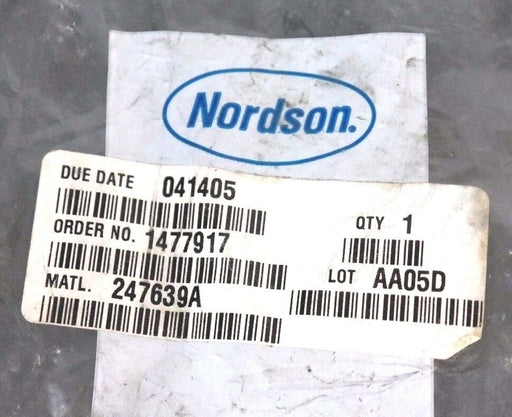 Nordson.
DUE DATE 041405
QTY 1
ORDER NO. 1477917
LOT AA05D
MATL. 247639A